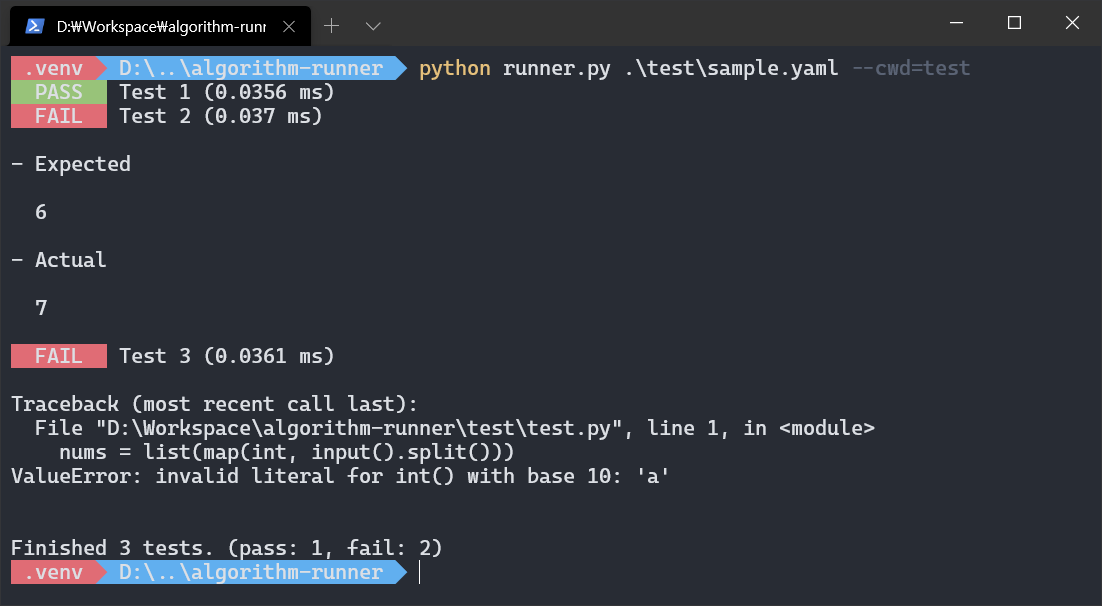 D:₩Workspace₩algorithm-runr
.venv D:\..\algorithm-runner python runner.py .\test\sample.yaml --cwd=test
PASS Test 1 (0.0356 ms)
FAIL Test 2 (0.037 ms)
- Expected
6
- Actual
7
FAIL Test 3 (0.0361 ms)
Traceback (most recent call last):
File "D:\Workspace\algorithm-runner\test\test.py", line 1, in <module>
nums = list(map(int, input().split()))
ValueError: invalid literal for int() with base 10: 'a'
Finished 3 tests. (pass: 1, fail: 2)
.venv D:\..\algorithm-runner